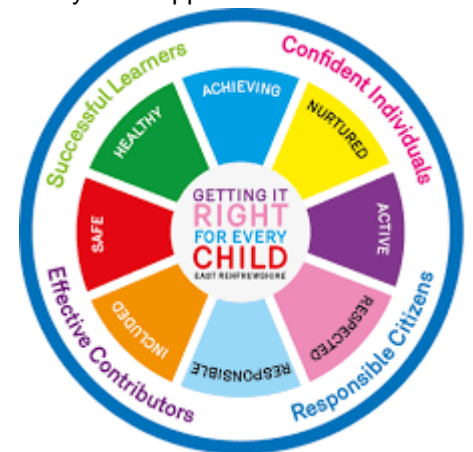 Successful Learners
Confident Individuals
ACHIEVING
NURTURED
ACTIVE
RESPECTED
RESPONSIBLE
INCLUDED
SAFE
HEALTHY
GETTING IT
RIGHT
FOR EVERY
CHILD
EAST RENFREWSHIRE
Effective Contributors
Responsible Citizens